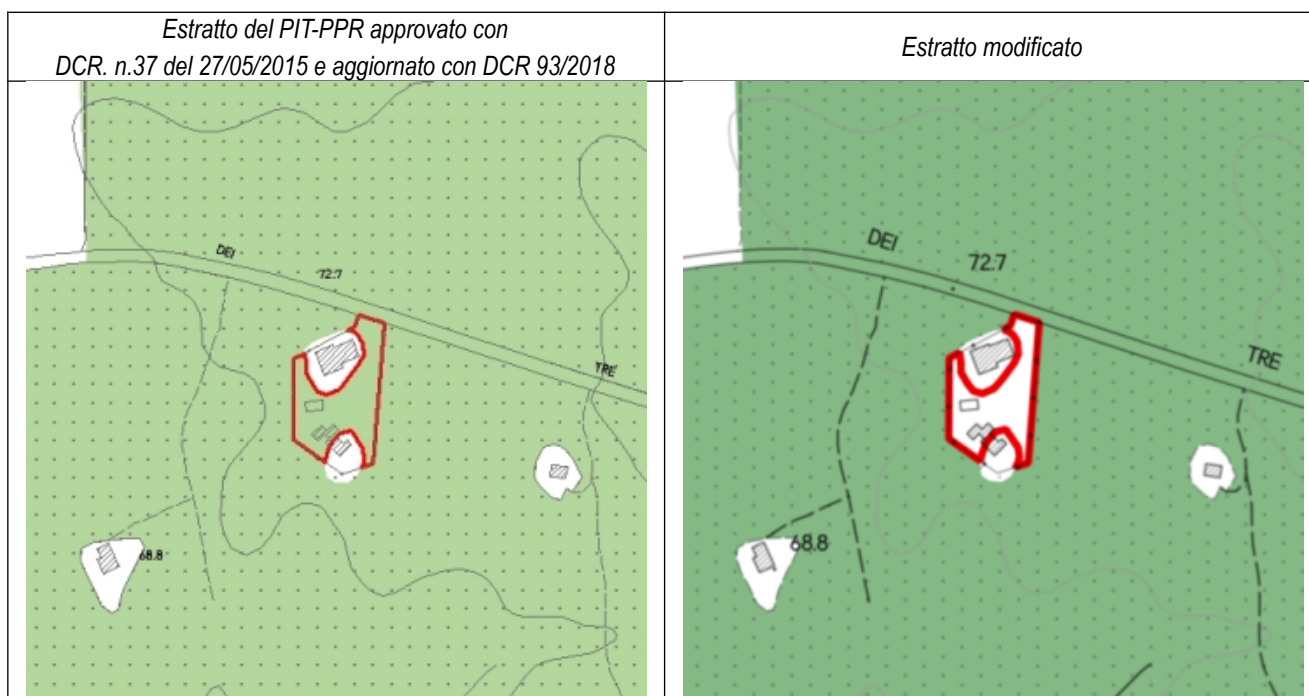 Estratto del PIT-PPR approvato con
DCR. n.37 del 27/05/2015 e aggiornato con DCR 93/2018
Estratto modificato
DEI
72.7
TRE
68.8
DEI
72.7
TRE
68.8